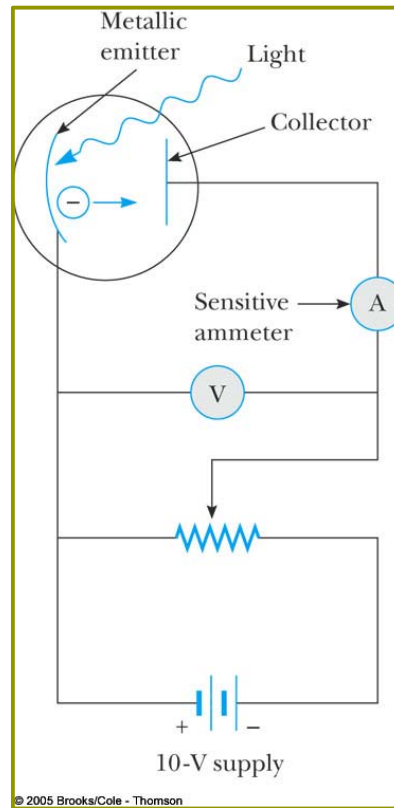 Metallic
emitter
Light
Collector
−
A
Sensitive
ammeter
V
+ −
10-V supply
© 2005 Brooks/Cole - Thomson